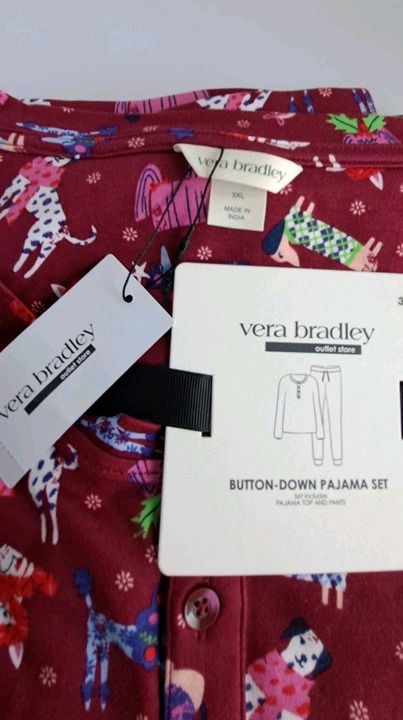 vera bradley
3XL
MADE IN
INDIA
3
vera bradley
outlet store
vera bradley
outlet store
BUTTON-DOWN PAJAMA SET
Set Includes
PAJAMA TOP AND PANTS